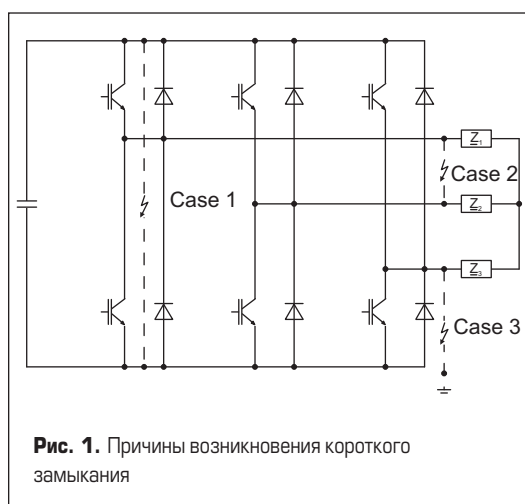 Z₁
Case 2
Case 1
Z₂
Z₃
Case 3
Рис. 1. Причины возникновения короткого
замыкания